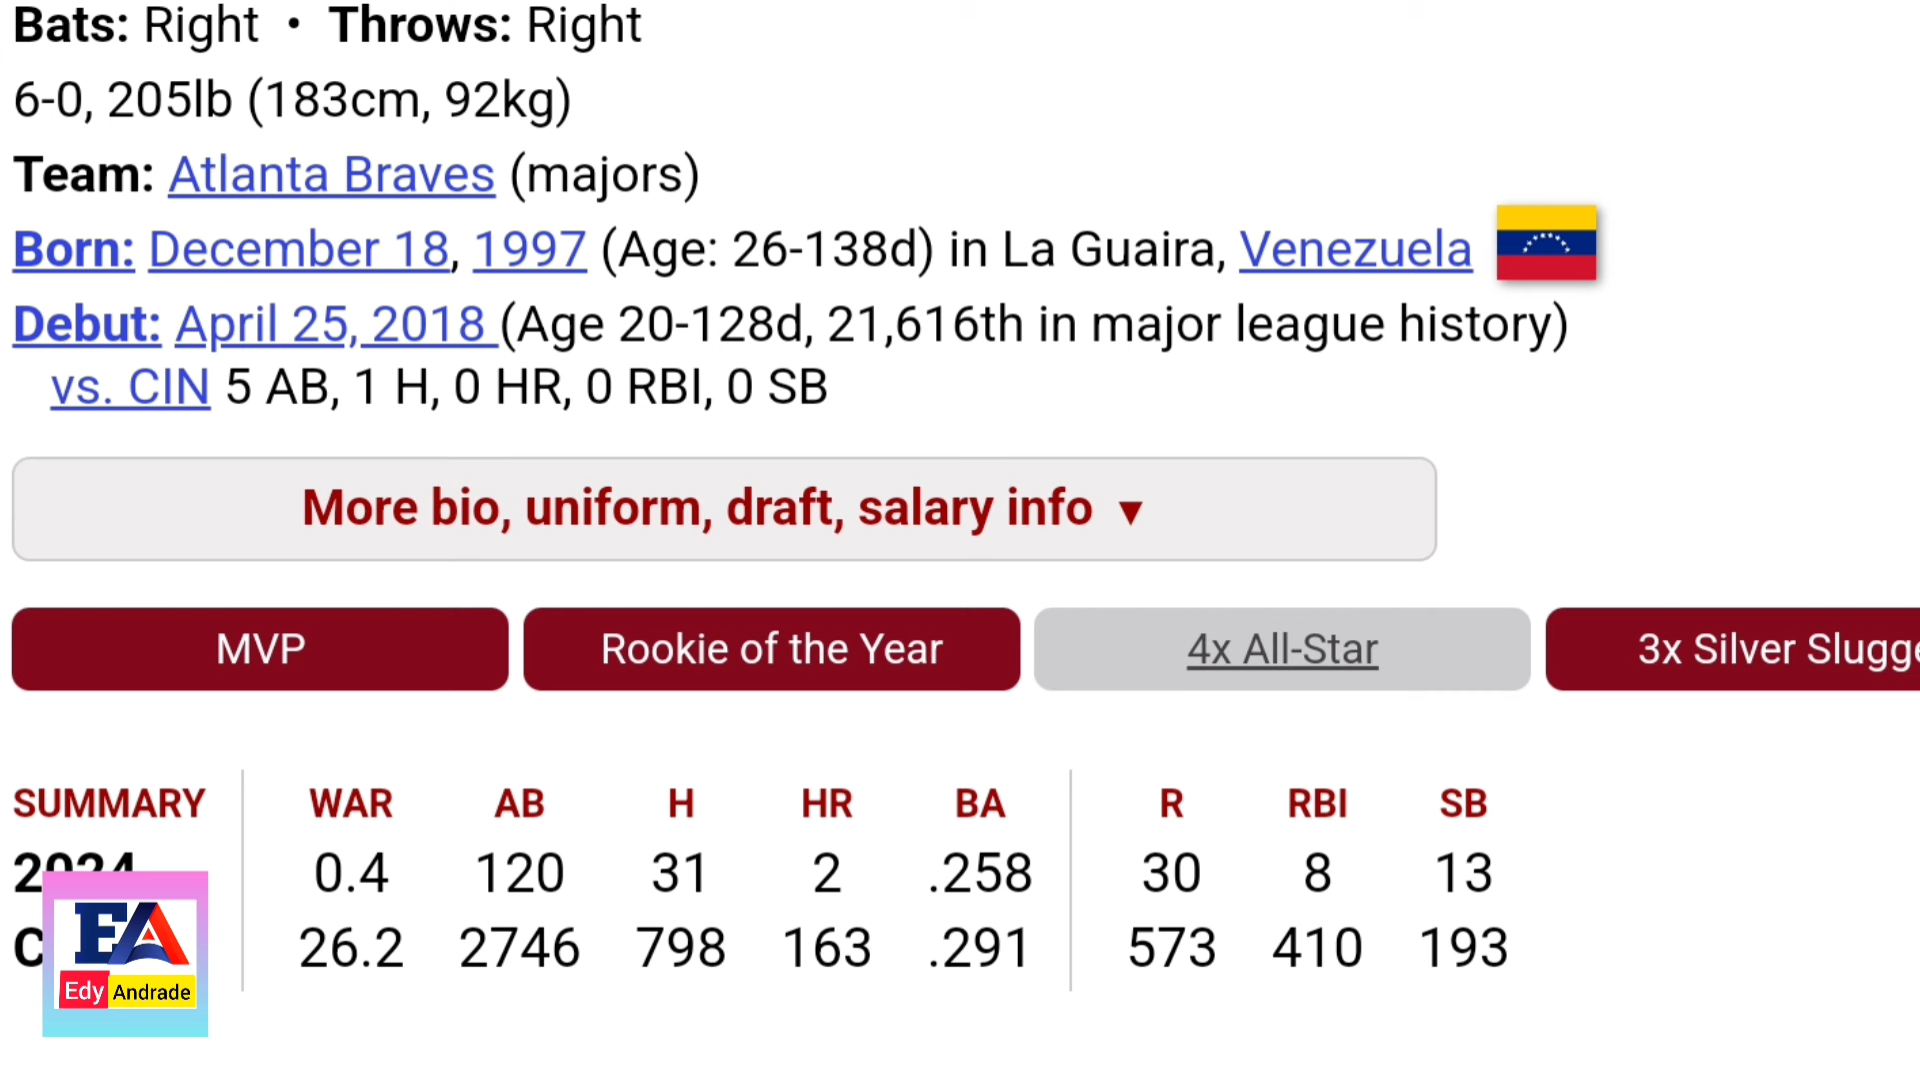 Bats: Right • Throws: Right
6-0, 205lb (183cm, 92kg)
Team: Atlanta Braves (majors)
Born: December 18, 1997 (Age: 26-138d) in La Guaira, Venezuela
Debut: April 25, 2018 (Age 20-128d, 21,616th in major league history)
vs. CIN 5 AB, 1 H, 0 HR, 0 RBI, 0 SB
More bio, uniform, draft, salary info ▼
MVP Rookie of the Year 4x All-Star 3x Silver Slugge
SUMMARY WAR AB H HR BA R RBI SB
2024 0.4 120 31 2 .258 30 8 13
26.2 2746 798 163 .291 573 410 193
EA
Edy Andrade